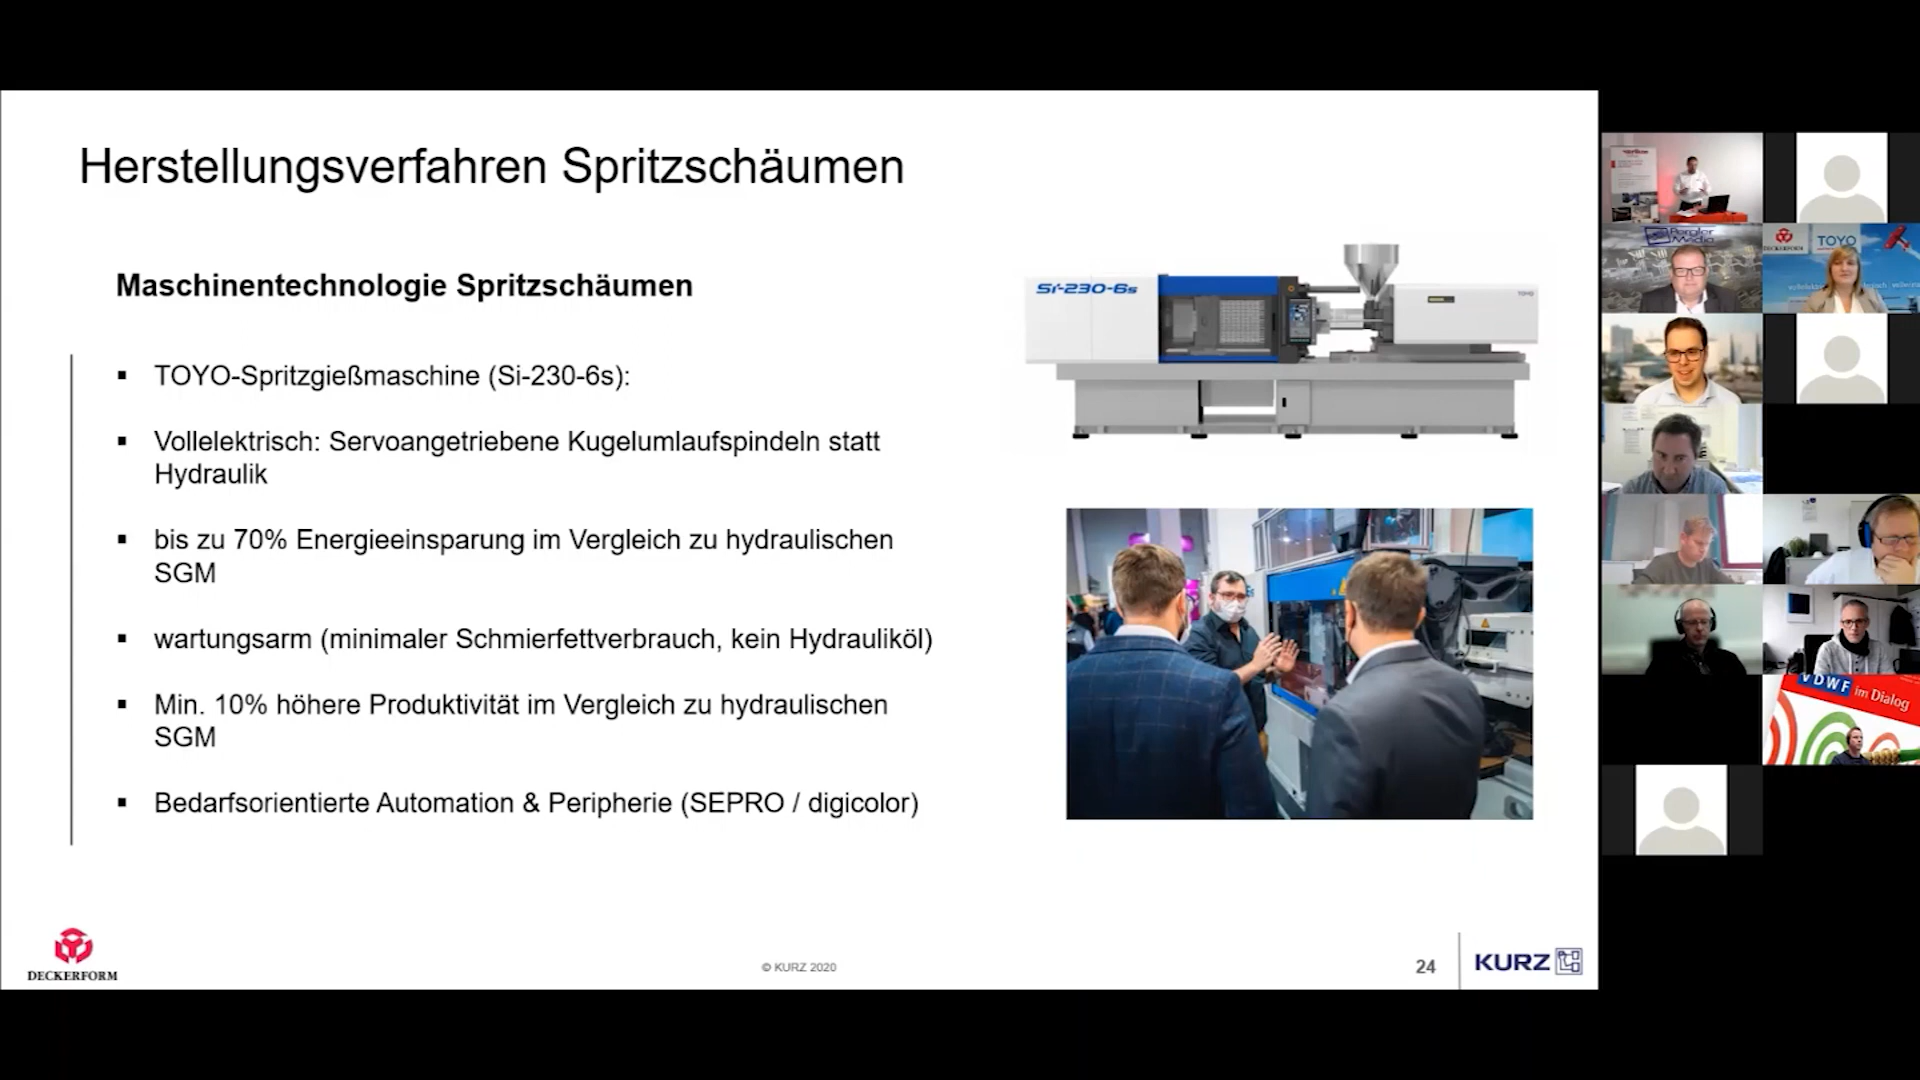 Herstellungsverfahren Spritzschäumen
Maschinentechnologie Spritzschäumen
▪ TOYO-Spritzgießmaschine (Si-230-6s):
▪ Vollelektrisch: Servoangetriebene Kugelumlaufspindeln statt
Hydraulik
▪ bis zu 70% Energieeinsparung im Vergleich zu hydraulischen
SGM
▪ wartungsarm (minimaler Schmierfettverbrauch, kein Hydrauliköl)
▪ Min. 10% höhere Produktivität im Vergleich zu hydraulischen
SGM
▪ Bedarfsorientierte Automation & Peripherie (SEPRO / digicolor)
Si-230-6s
TOYO
DECKERFORM
© KURZ 2020
24
KURZ
Pergler
Media
DECKERFORM
TOYO
VDWF im Dialog